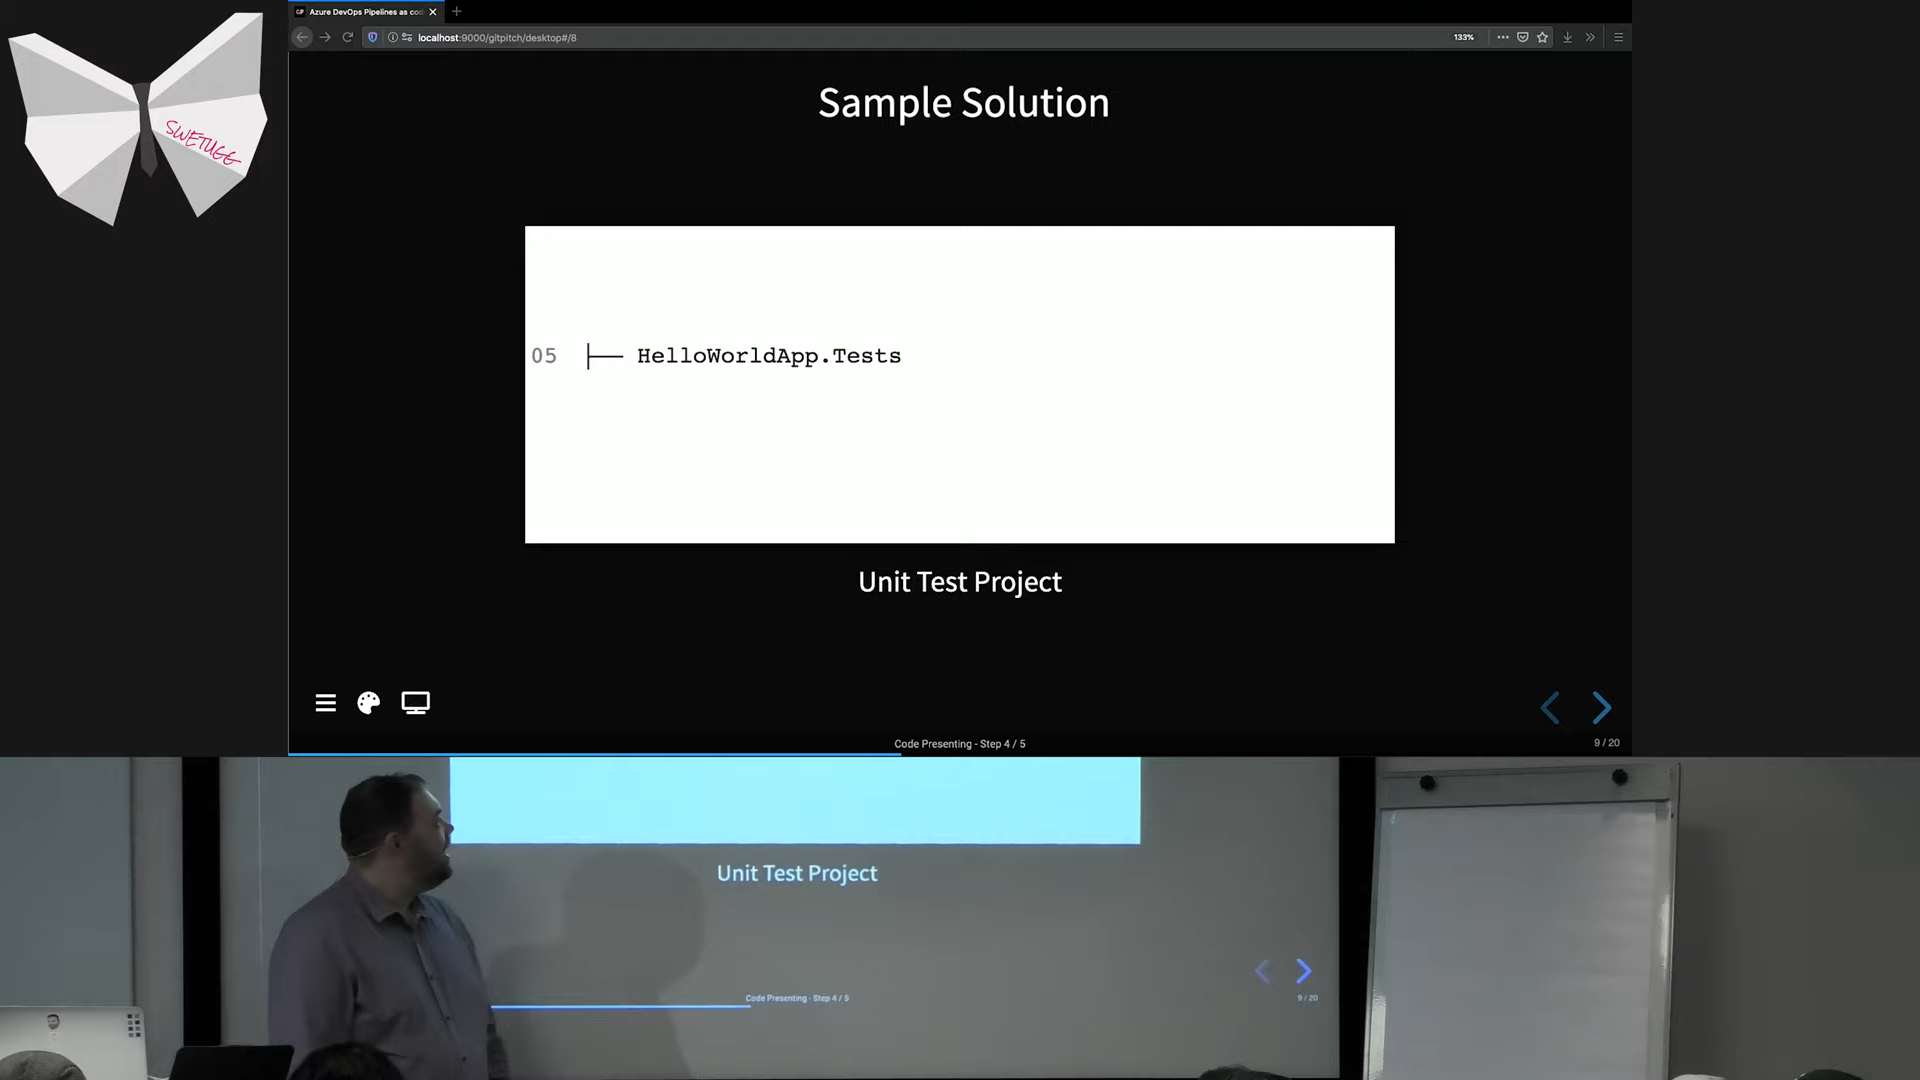 SWETUGG
Azure DevOps Pipelines as cod
localhost:9000/gitpitch/desktop#/8
133%
Sample Solution
05 ├── HelloWorldApp.Tests
Unit Test Project
Code Presenting - Step 4 / 5
9 / 20
Unit Test Project
Code Presenting - Step 4 / 5
9 / 20